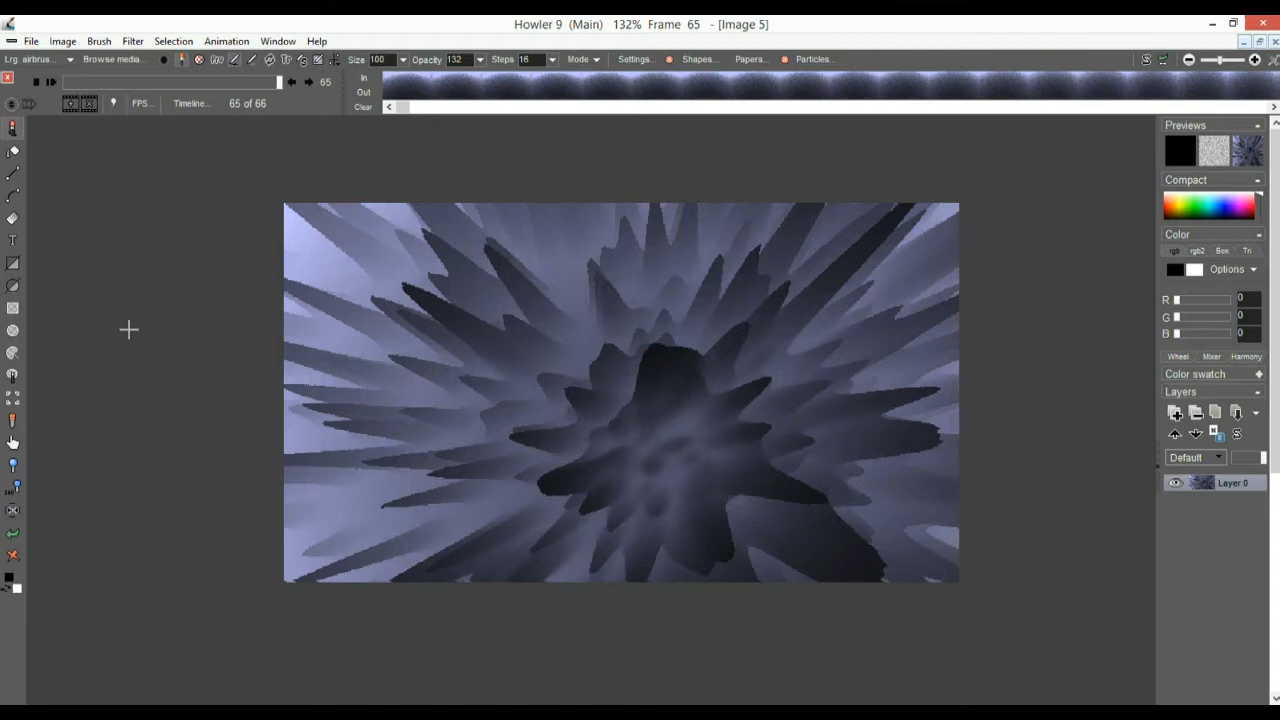 Howler 9 (Main) 132% Frame 65 - [Image 5]
File Image Brush Filter Selection Animation Window Help
Lrg. airbrus... Browse media... Size 100 Opacity 132 Steps 16 Mode Settings... Shapes... Papers... Particles...
65 In
Out
FPS... Timeline... 65 of 66 Clear
Previews
Compact
Color
rgb rgb2 Box Tri
Options
R 0
G 0
B 0
Wheel Mixer Harmony
Color swatch
Layers
Default
Layer 0